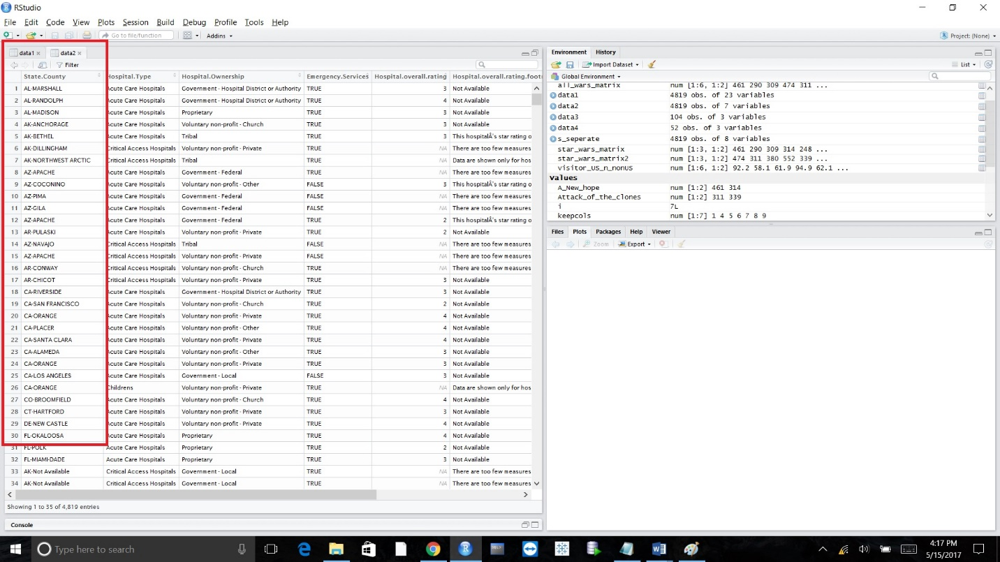 RStudio
File Edit Code View Plots Session Build Debug Profile Tools Help
Go to file/function Addins Project: (None)
data1 data2
Filter
State.County Hospital.Type Hospital.Ownership Emergency.Services Hospital.overall.rating Hospital.overall.rating.footr
1 AL-MARSHALL Acute Care Hospitals Government - Hospital District or Authority TRUE 3 Not Available
2 AL-RANDOLPH Acute Care Hospitals Government - Hospital District or Authority TRUE 4 Not Available
3 AL-MADISON Acute Care Hospitals Proprietary TRUE 3 Not Available
4 AK-ANCHORAGE Acute Care Hospitals Voluntary non-profit - Church TRUE 3 Not Available
5 AK-BETHEL Acute Care Hospitals Tribal TRUE 3 This hospitalÂ's star rating o
6 AK-DILLINGHAM Critical Access Hospitals Voluntary non-profit - Private TRUE NA There are too few measures
7 AK-NORTHWEST ARCTIC Critical Access Hospitals Tribal TRUE NA Data are shown only for hos
8 AZ-APACHE Acute Care Hospitals Government - Federal TRUE NA There are too few measures
9 AZ-COCONINO Acute Care Hospitals Voluntary non-profit - Other FALSE 3 This hospitalÂ's star rating o
10 AZ-PIMA Acute Care Hospitals Government - Federal FALSE NA There are too few measures
11 AZ-GILA Acute Care Hospitals Government - Federal FALSE NA There are too few measures
12 AZ-APACHE Acute Care Hospitals Government - Federal TRUE 2 This hospitalÂ's star rating o
13 AR-PULASKI Acute Care Hospitals Voluntary non-profit - Private TRUE 2 Not Available
14 AZ-NAVAJO Critical Access Hospitals Tribal FALSE NA There are too few measures
15 AZ-APACHE Critical Access Hospitals Voluntary non-profit - Private FALSE NA There are too few measures
16 AR-CONWAY Critical Access Hospitals Voluntary non-profit - Church TRUE NA There are too few measures
17 AR-CHICOT Critical Access Hospitals Voluntary non-profit - Private TRUE 3 Not Available
18 CA-RIVERSIDE Acute Care Hospitals Government - Hospital District or Authority TRUE 3 Not Available
19 CA-SAN FRANCISCO Acute Care Hospitals Voluntary non-profit - Church TRUE 2 Not Available
20 CA-ORANGE Acute Care Hospitals Voluntary non-profit - Private TRUE 4 Not Available
21 CA-PLACER Acute Care Hospitals Voluntary non-profit - Other TRUE 4 Not Available
22 CA-SANTA CLARA Acute Care Hospitals Voluntary non-profit - Private TRUE 4 Not Available
23 CA-ALAMEDA Acute Care Hospitals Voluntary non-profit - Other TRUE 3 Not Available
24 CA-ORANGE Acute Care Hospitals Voluntary non-profit - Private TRUE 3 Not Available
25 CA-LOS ANGELES Acute Care Hospitals Government - Local FALSE 3 Not Available
26 CA-ORANGE Childrens Voluntary non-profit - Private TRUE NA Data are shown only for hos
27 CO-BROOMFIELD Acute Care Hospitals Voluntary non-profit - Church TRUE 4 Not Available
28 CT-HARTFORD Acute Care Hospitals Voluntary non-profit - Private TRUE 3 Not Available
29 DE-NEW CASTLE Acute Care Hospitals Voluntary non-profit - Private TRUE 4 Not Available
30 FL-OKALOOSA Acute Care Hospitals Proprietary TRUE 4 Not Available
31 FL-POLK Acute Care Hospitals Proprietary TRUE 2 Not Available
32 FL-MIAMI-DADE Acute Care Hospitals Proprietary TRUE 3 Not Available
33 AK-Not Available Critical Access Hospitals Government - Local TRUE NA There are too few measures
34 AK-Not Available Critical Access Hospitals Government - Local TRUE NA There are too few measures
Showing 1 to 35 of 4,819 entries
Console
Environment History
Import Dataset List
Global Environment
all_wars_matrix num [1:6, 1:2] 461 290 309 474 311 ...
data1 4819 obs. of 23 variables
data2 4819 obs. of 7 variables
data3 104 obs. of 3 variables
data4 52 obs. of 3 variables
s_seperate 4819 obs. of 8 variables
star_wars_matrix num [1:3, 1:2] 461 290 309 314 248 ...
star_wars_matrix2 num [1:3, 1:2] 474 311 380 552 339 ...
visitor_US_n_nonUS num [1:6, 1:2] 92.2 58.1 61.9 94.9 62.1 ...
values
A_New_hope num [1:2] 461 314
Attack_of_the_clones num [1:2] 311 339
i 7L
keepcols num [1:7] 1 4 5 6 7 8 9
Files Plots Packages Help Viewer
Zoom Export
Type here to search
4:17 PM
5/15/2017